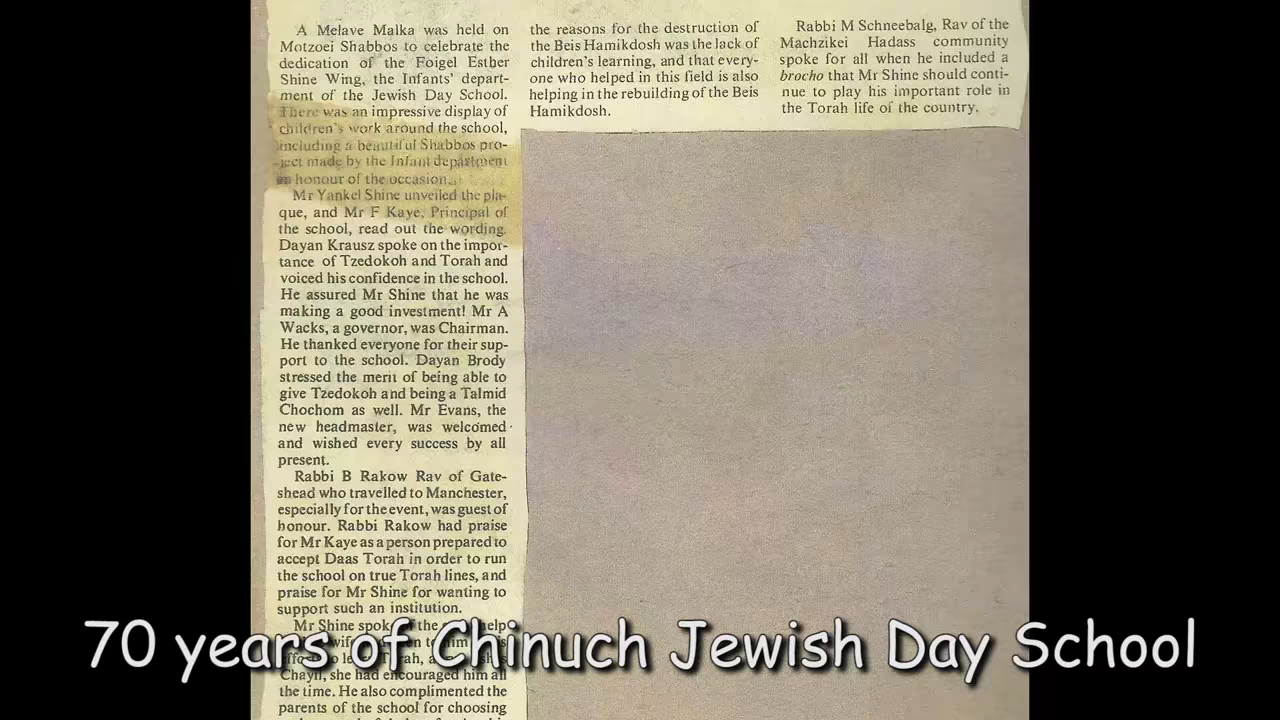 A Melave Malka was held on
Motzoei Shabbos to celebrate the
dedication of the Foigel Esther
Shine Wing, the Infants' depart-
ment of the Jewish Day School.
There was an impressive display of
children's work around the school,
including a beautiful Shabbos pro-
ject made by the Infant department
in honour of the occasion.
Mr Yankel Shine unveiled the pla-
que, and Mr F Kaye, Principal of
the school, read out the wording.
Dayan Krausz spoke on the impor-
tance of Tzedokoh and Torah and
voiced his confidence in the school.
He assured Mr Shine that he was
making a good investment! Mr A
Wacks, a governor, was Chairman.
He thanked everyone for their sup-
port to the school. Dayan Brody
stressed the merit of being able to
give Tzedokoh and being a Talmid
Chochom as well. Mr Evans, the
new headmaster, was welcomed
and wished every success by all
present.
Rabbi B Rakow Rav of Gate-
shead who travelled to Manchester,
especially for the event, was guest of
honour. Rabbi Rakow had praise
for Mr Kaye as a person prepared to
accept Daas Torah in order to run
the school on true Torah lines, and
praise for Mr Shine for wanting to
support such an institution.
Mr Shine spoke of the help
Chayil, she had encouraged him all
the time. He also complimented the
parents of the school for choosing
the reasons for the destruction of
the Beis Hamikdosh was the lack of
children's learning, and that every-
one who helped in this field is also
helping in the rebuilding of the Beis
Hamikdosh.
Rabbi M Schneebalg, Rav of the
Machzikei Hadass community
spoke for all when he included a
brocho that Mr Shine should conti-
nue to play his important role in
the Torah life of the country.
70 years of Chinuch Jewish Day School